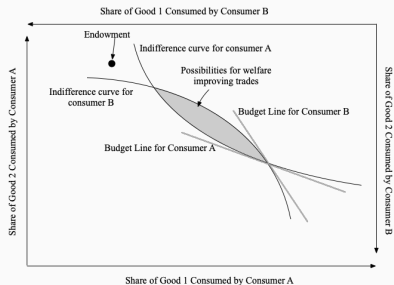 Share of Good 1 Consumed by Consumer B
Endowment
Indifference curve for consumer A
Possibilities for welfare
improving trades
Indifference curve for
consumer B
Budget Line for Consumer B
Budget Line for Consumer A
Share of Good 2 Consumed by Consumer A
Share of Good 2 Consumed by Consumer B
Share of Good 1 Consumed by Consumer A